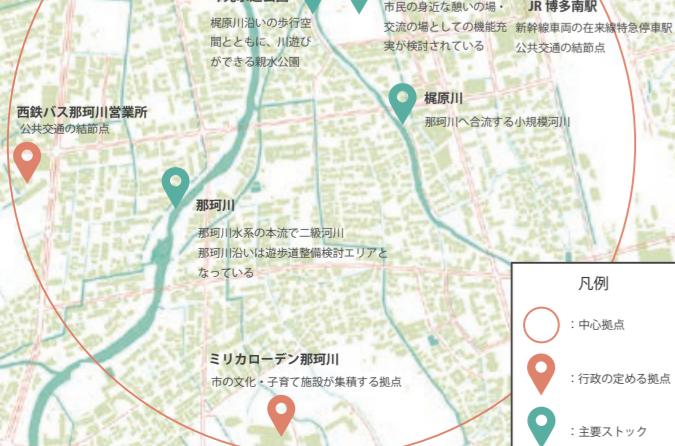 梶原川沿いの歩行空
間とともに、川遊び
ができる親水公園
市民の身近な憩いの場・
交流の場としての機能充
実が検討されている
JR 博多南駅
新幹線車両の在来線特急停車駅
公共交通の結節点
西鉄バス那珂川営業所
公共交通の結節点
梶原川
那珂川へ合流する小規模河川
那珂川
那珂川水系の本流で二級河川
那珂川沿いは遊歩道整備検討エリアと
なっている
ミリカローデン那珂川
市の文化・子育て施設が集積する拠点
凡例
：中心拠点
：行政の定める拠点
：主要ストック